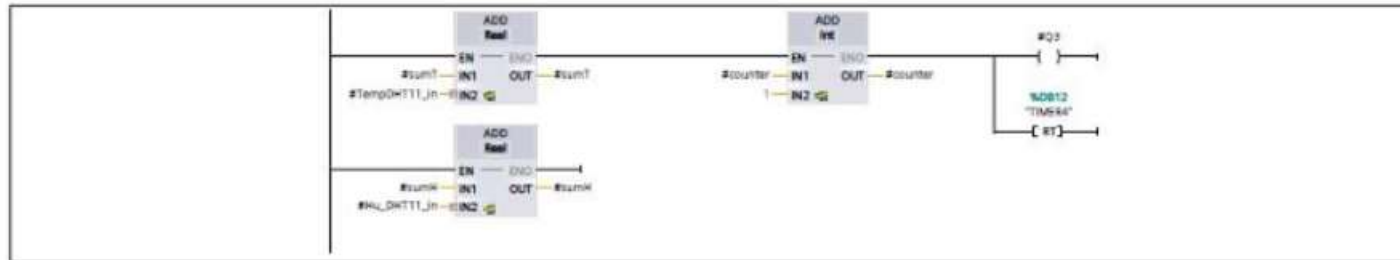 ADD
Real
EN ENO
#sumT IN1 OUT #sumT
#TempDHT11_in IN2
ADD
Int
EN ENO
#counter IN1 OUT #counter
1 IN2
#Q3
%DB12
"TIMER4"
RT
ADD
Real
EN ENO
#sumH IN1 OUT #sumH
#Hu_DHT11_in IN2